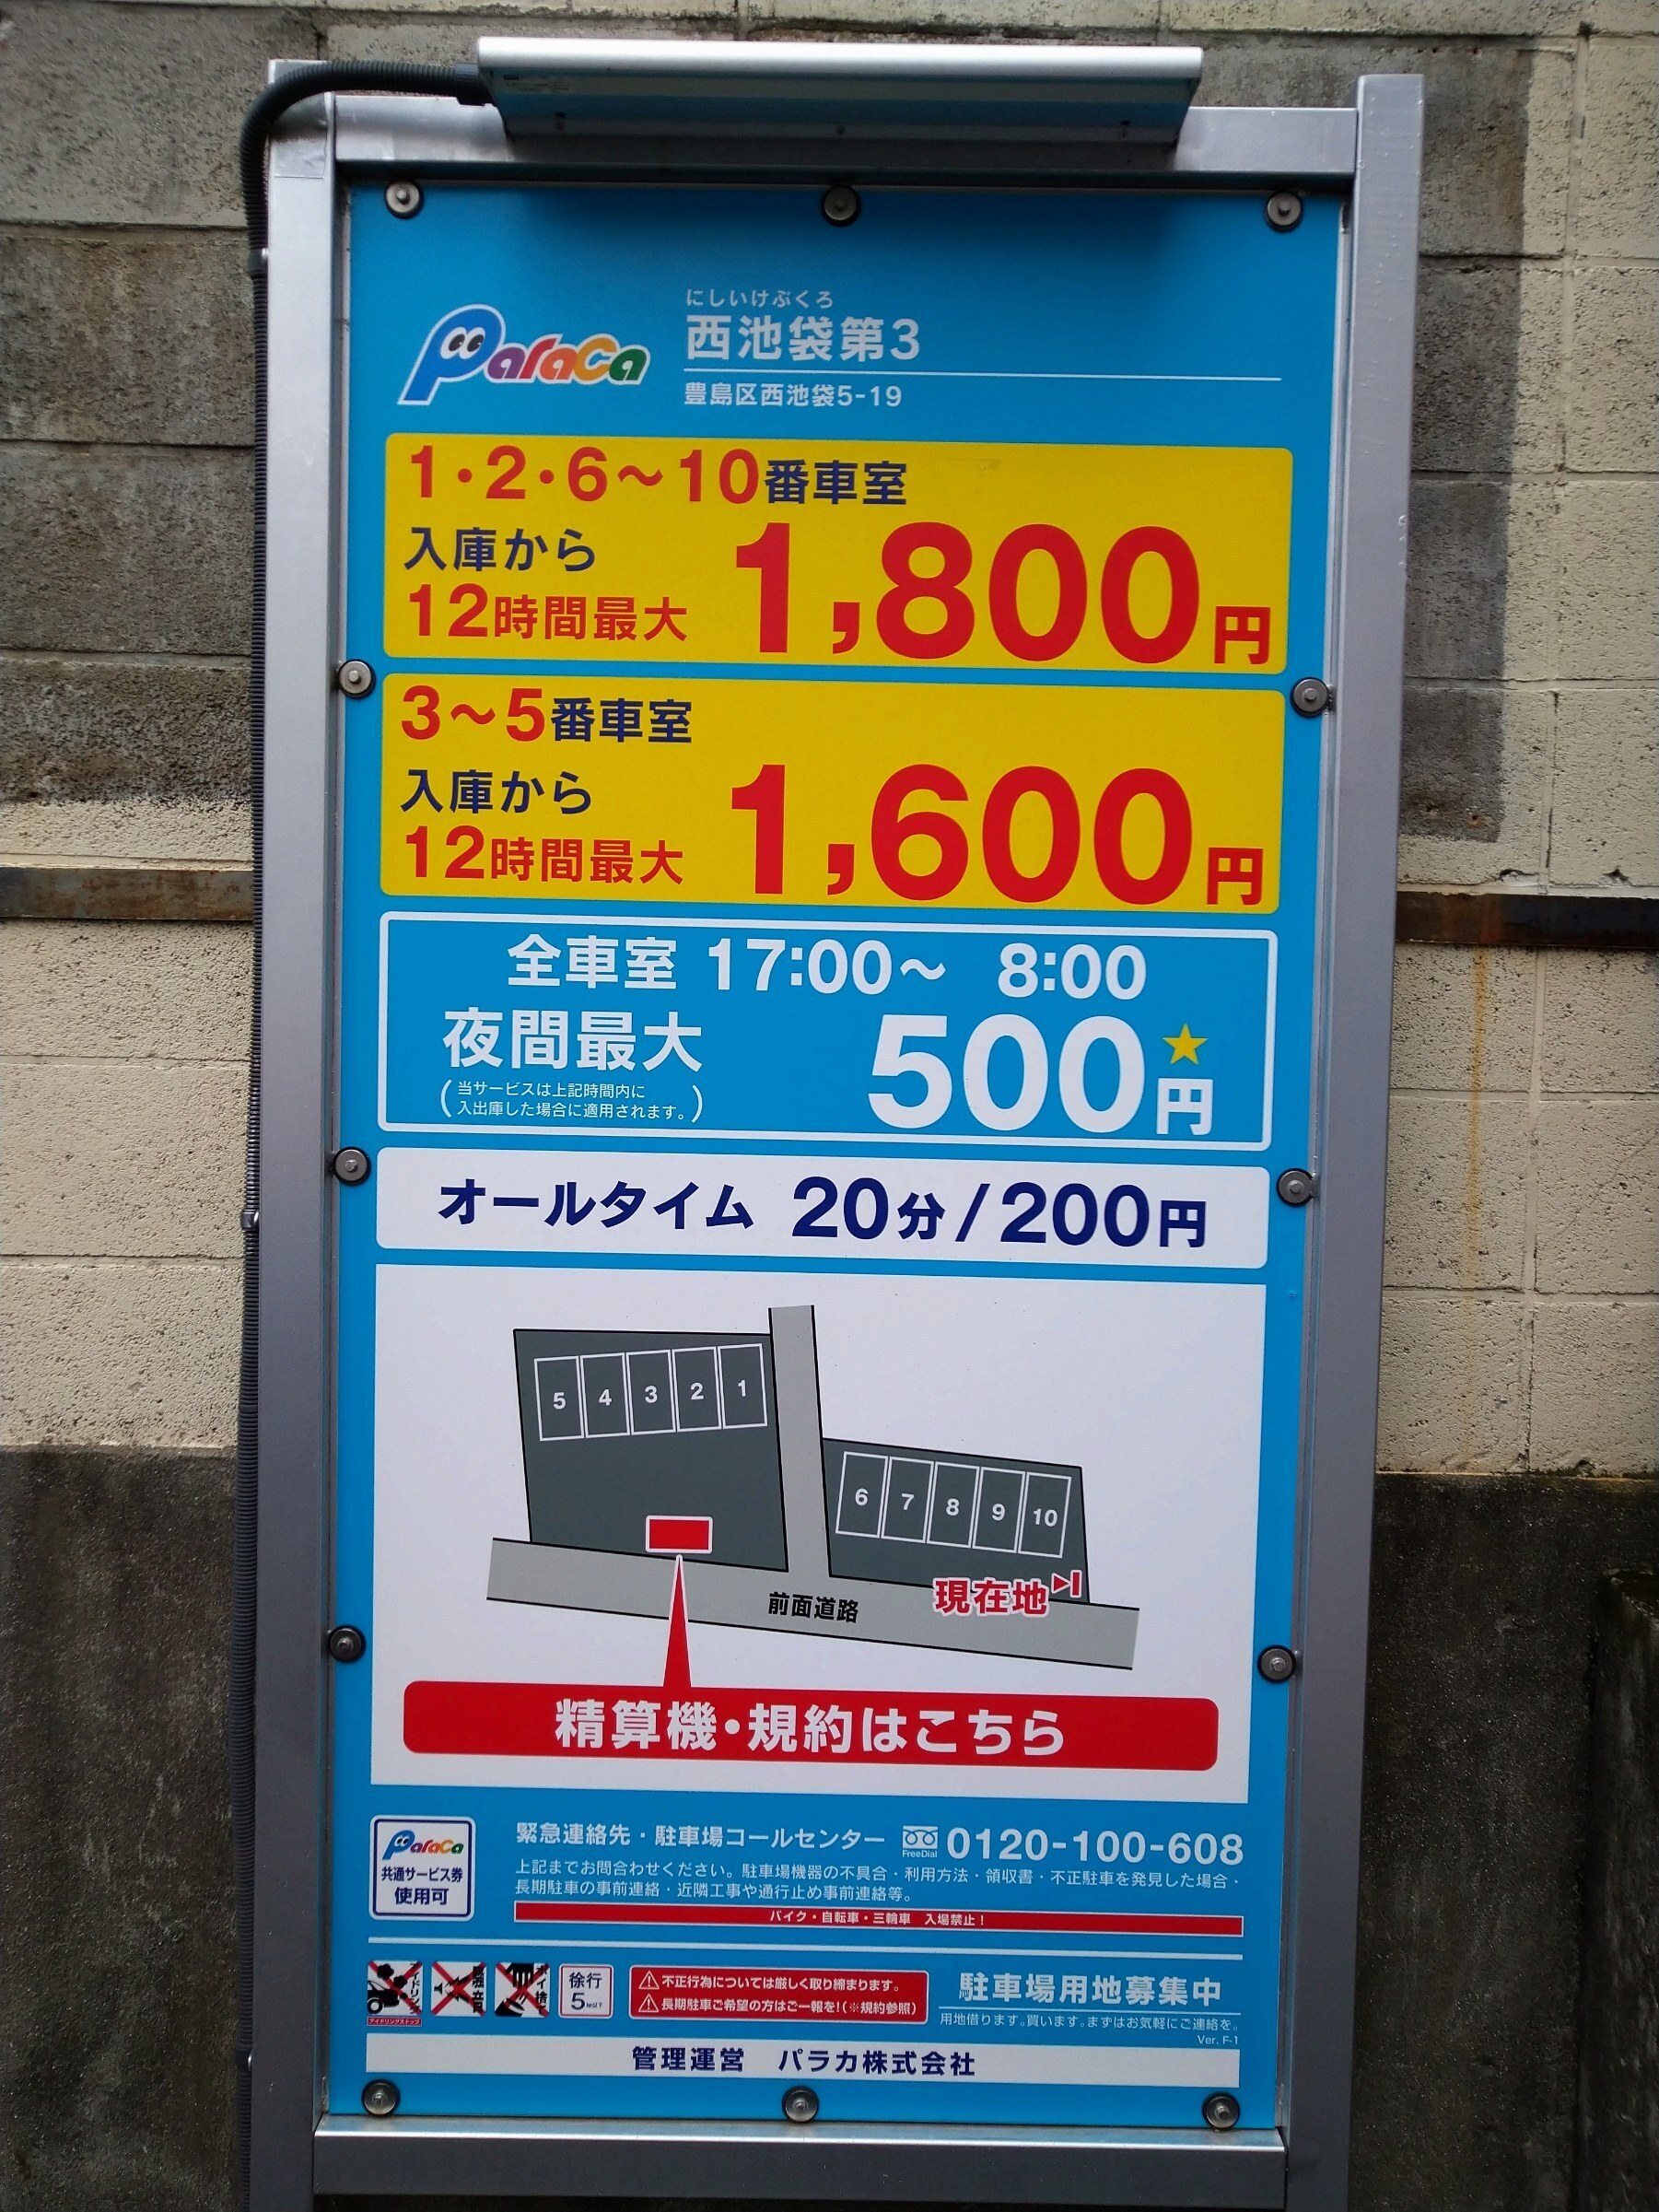 ParaCa
にしいけぶくろ
西池袋第3
豊島区西池袋5-19
1・2・6〜10番車室
入庫から
12時間最大 1,800円
3〜5番車室
入庫から
12時間最大 1,600円
全車室 17:00〜 8:00
夜間最大 500円
(当サービスは上記時間内に
入出庫した場合に適用されます。)
オールタイム 20分/200円
5 4 3 2 1
6 7 8 9 10
現在地
前面道路
精算機・規約はこちら
ParaCa
共通サービス券
使用可
緊急連絡先・駐車場コールセンター FreeDial 0120-100-608
上記までお問合わせください。駐車場機器の不具合・利用方法・領収書・不正駐車を発見した場合・
長期駐車の事前連絡・近隣工事や通行止め事前連絡等。
バイク・自転車・三輪車 入場禁止!
アイドリングストップ
徐行
5km以下
不正行為については厳しく取り締まります。
長期駐車ご希望の方はご一報を!(※規約参照)
駐車場用地募集中
用地借ります。買います。まずはお気軽にご連絡を。
Ver. F-1
管理運営 パラカ株式会社